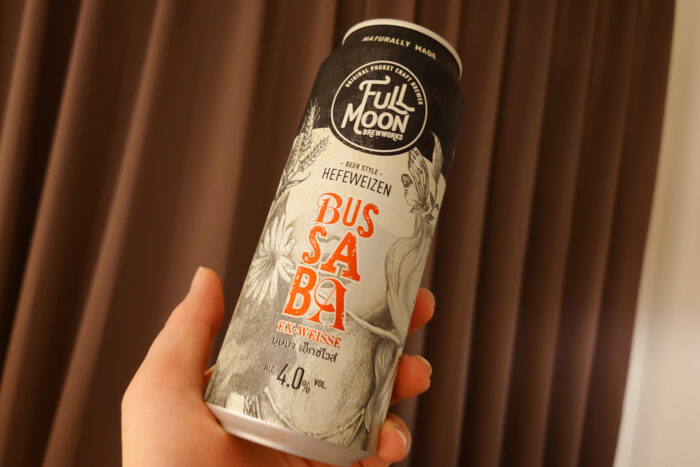 NATURALLY MADE
ORIGINAL PHUKET CRAFT BREWER
FULL
MOON
BREWWORKS
- BEER STYLE -
HEFEWEIZEN
BUS
SA
BA
EX-WEISSE
บุษบา เอ็กซ์ไวส์
ALC 4.0% VOL.